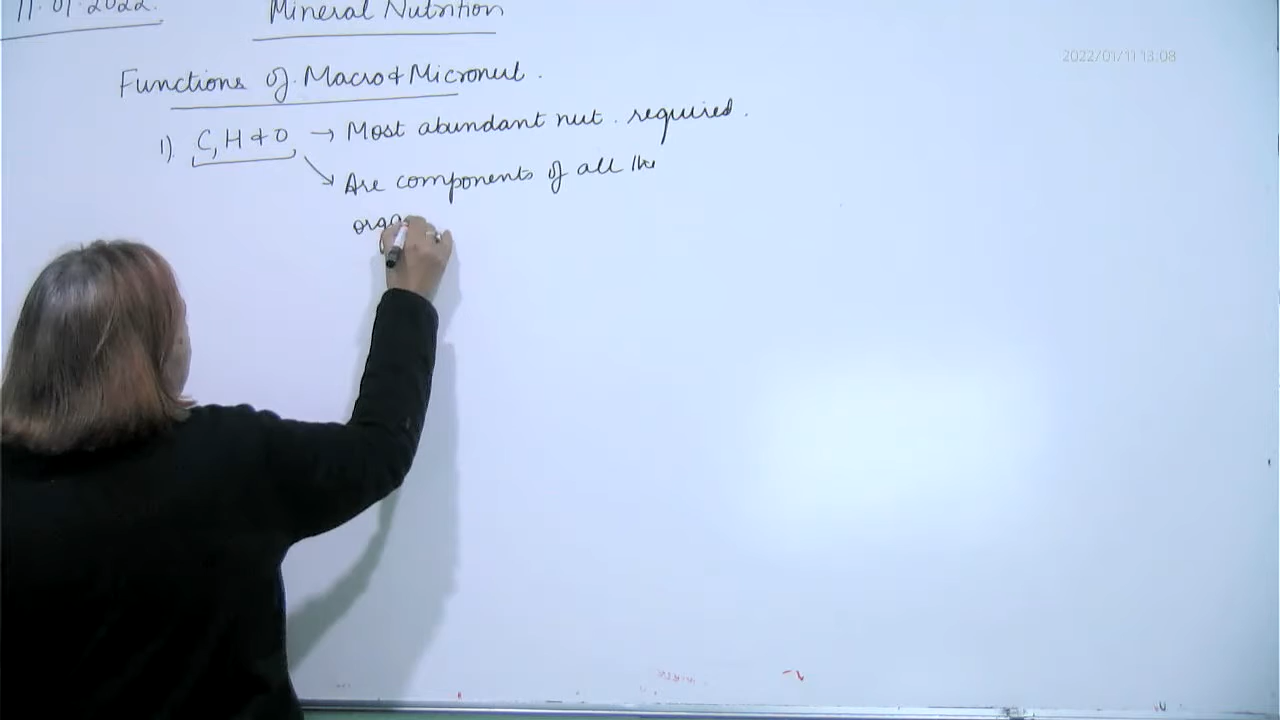 11.01.2022.
Mineral Nutrition
2022/01/11 13:08
Functions of Macro & Micronut.
1). C, H & O → Most abundant nut. required.
Are components of all the
orga